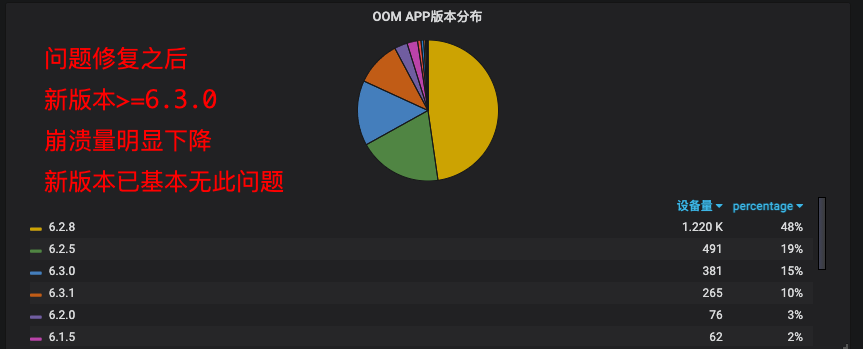 OOM APP版本分布
问题修复之后
新版本>=6.3.0
崩溃量明显下降
新版本已基本无此问题
设备量 percentage
6.2.8 1.220 K 48%
6.2.5 491 19%
6.3.0 381 15%
6.3.1 265 10%
6.2.0 76 3%
6.1.5 62 2%